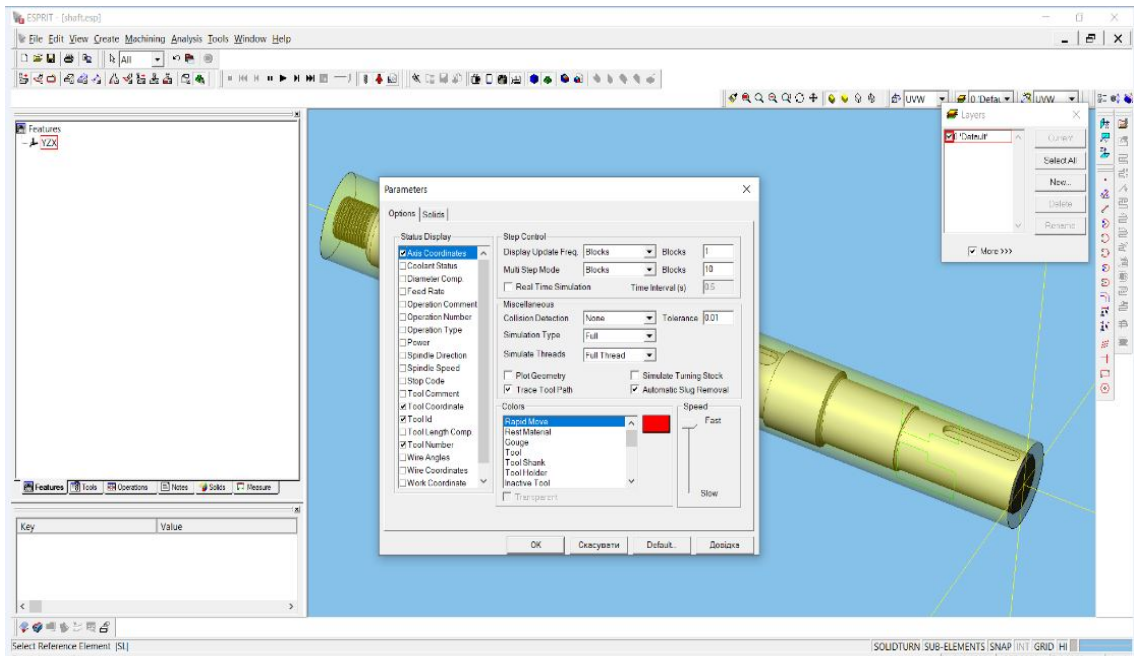 ESPRIT - [shaft.esp]
File Edit View Create Machining Analysis Tools Window Help
All
UVW 0 'Defau UVW
Features
YZX
Layers
0 'Default'
Current
Select All
New...
Delete
Rename
More >>>
Parameters
Options Solids
Status Display
Axis Coordinates
Coolant Status
Diameter Comp.
Feed Rate
Operation Comment
Operation Number
Operation Type
Power
Spindle Direction
Spindle Speed
Stop Code
Tool Comment
Tool Coordinate
Tool Id
Tool Length Comp.
Tool Number
Wire Angles
Wire Coordinates
Work Coordinate
Step Control
Display Update Freq. Blocks Blocks 1
Multi Step Mode Blocks Blocks 10
Real Time Simulation Time Interval (s) 0.5
Miscellaneous
Collision Detection None Tolerance 0.01
Simulation Type Full
Simulate Threads Full Thread
Plot Geometry Simulate Turning Stock
Trace Tool Path Automatic Slug Removal
Colors
Rapid Move
Rest Material
Gouge
Tool
Tool Shank
Tool Holder
Inactive Tool
Transparent
Speed
Fast
Slow
OK Скасувати Default.. Довідка
Features Tools Operations Notes Solids Measure
Key Value
Select Reference Element |SL|
SOLIDTURN SUB-ELEMENTS SNAP INT GRID HI